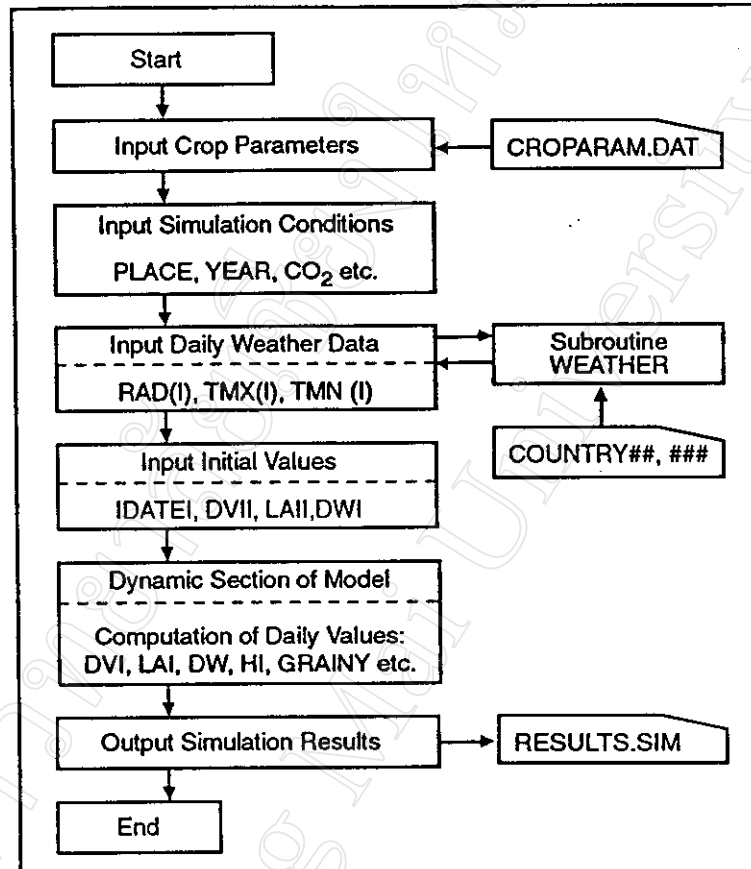 Start
Input Crop Parameters
CROPARAM.DAT
Input Simulation Conditions
PLACE, YEAR, CO₂ etc.
Input Daily Weather Data
RAD(I), TMX(I), TMN (I)
Subroutine
WEATHER
COUNTRY##, ###
Input Initial Values
IDATEI, DVII, LAII,DWI
Dynamic Section of Model
Computation of Daily Values:
DVI, LAI, DW, HI, GRAINY etc.
Output Simulation Results
RESULTS.SIM
End